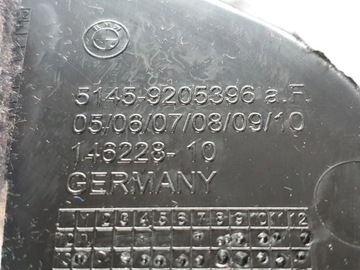 BMW
5145-9205396 a.F.
05/06/07/08/09/10
146228-10
GERMANY
1 2 3 4 5 6 7 8 9 10 11 12